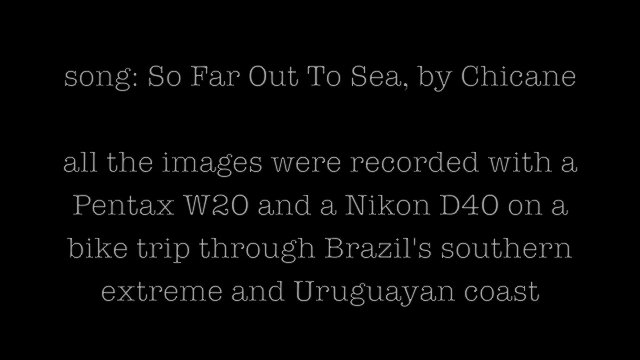 song: So Far Out To Sea, by Chicane
all the images were recorded with a
Pentax W20 and a Nikon D40 on a
bike trip through Brazil's southern
extreme and Uruguayan coast